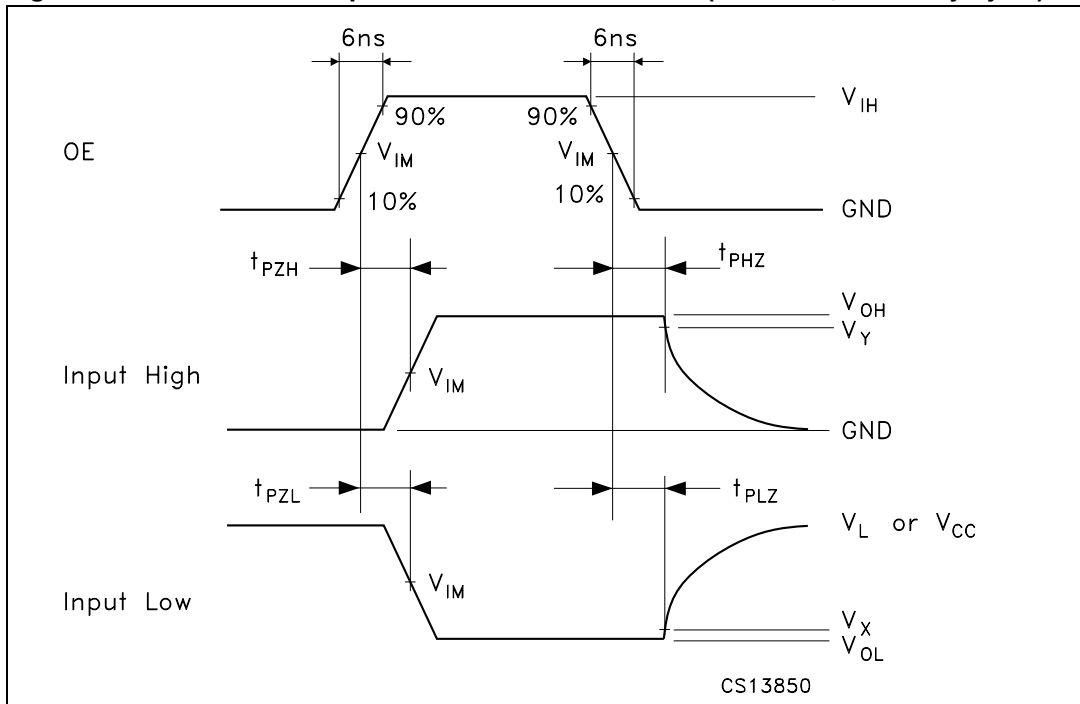 6ns 6ns
V_IH
90% 90%
OE V_IM V_IM
10% 10%
GND
t_PZH t_PHZ
V_OH
V_Y
Input High V_IM
GND
t_PZL t_PLZ
V_L or V_CC
V_IM
Input Low
V_X
V_OL
CS13850